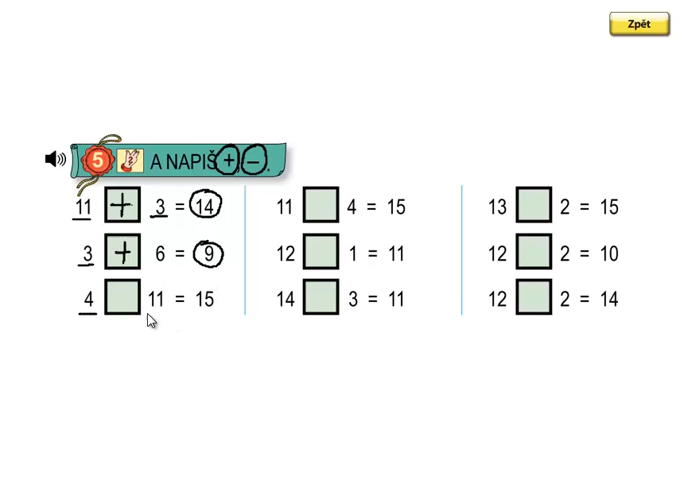 Zpět
5 A NAPIŠ + −.
11 + 3 = 14
3 + 6 = 9
4 11 = 15
11 4 = 15
12 1 = 11
14 3 = 11
13 2 = 15
12 2 = 10
12 2 = 14